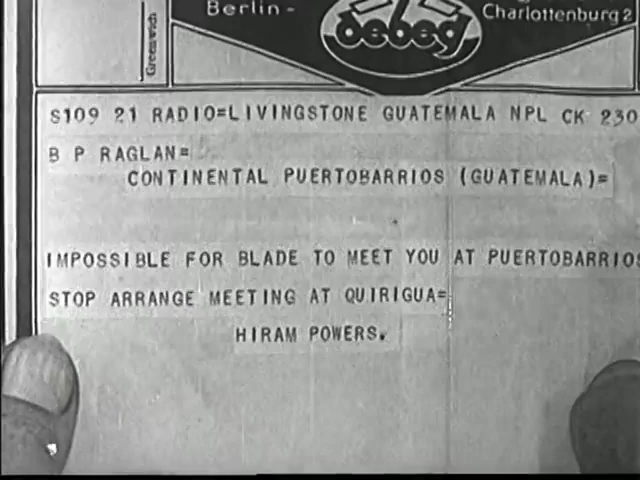 Berlin-
Charlottenburg 2
debeg
Greenwich
S109 21 RADIO=LIVINGSTONE GUATEMALA NPL CK 230
B P RAGLAN=
CONTINENTAL PUERTOBARRIOS (GUATEMALA)=
IMPOSSIBLE FOR BLADE TO MEET YOU AT PUERTOBARRIOS
STOP ARRANGE MEETING AT QUIRIGUA=
HIRAM POWERS.